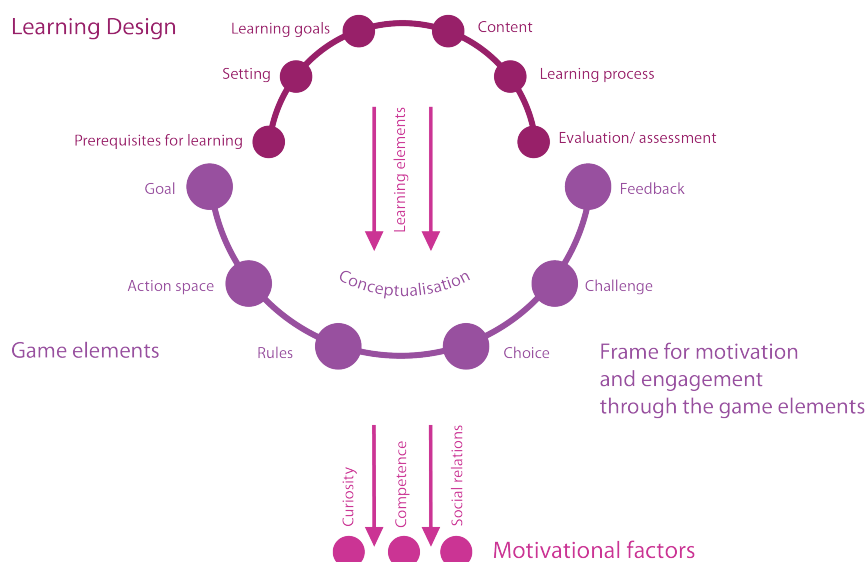 Learning Design
Learning goals
Content
Setting
Learning process
Prerequisites for learning
Evaluation/ assessment
Learning elements
Goal
Feedback
Conceptualisation
Action space
Challenge
Game elements
Rules
Choice
Frame for motivation
and engagement
through the game elements
Curiosity
Competence
Social relations
Motivational factors